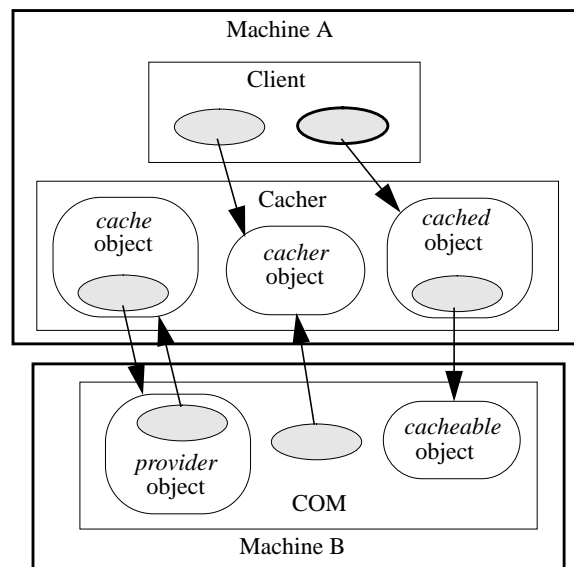 Machine A
Client
Cacher
cache
object
cacher
object
cached
object
provider
object
cacheable
object
COM
Machine B